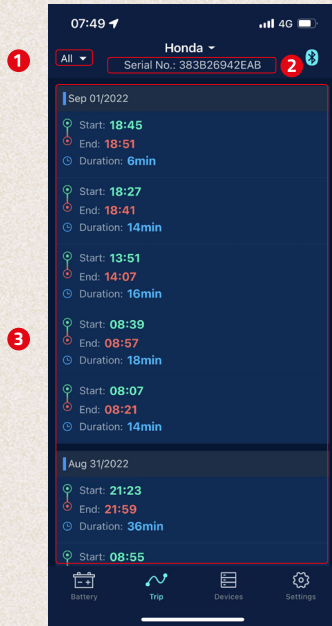 07:49 4G
Honda
All
Serial No.: 383B26942EAB
1
2
Sep 01/2022
Start: 18:45
End: 18:51
Duration: 6min
Start: 18:27
End: 18:41
Duration: 14min
Start: 13:51
End: 14:07
Duration: 16min
3
Start: 08:39
End: 08:57
Duration: 18min
Start: 08:07
End: 08:21
Duration: 14min
Aug 31/2022
Start: 21:23
End: 21:59
Duration: 36min
Start: 08:55
Battery Trip Devices Settings